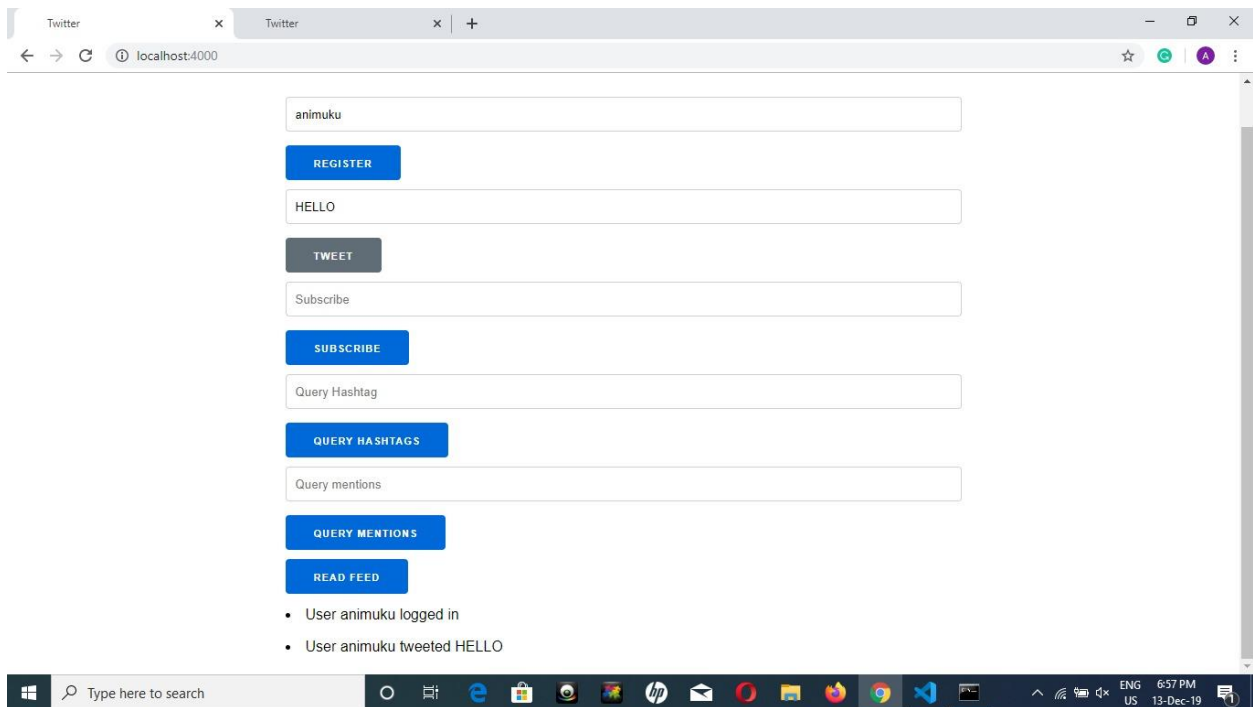 Twitter
Twitter
localhost:4000
A
animuku
REGISTER
HELLO
TWEET
Subscribe
SUBSCRIBE
Query Hashtag
QUERY HASHTAGS
Query mentions
QUERY MENTIONS
READ FEED
• User animuku logged in
• User animuku tweeted HELLO
Type here to search
hp
ENG 6:57 PM
US 13-Dec-19
1